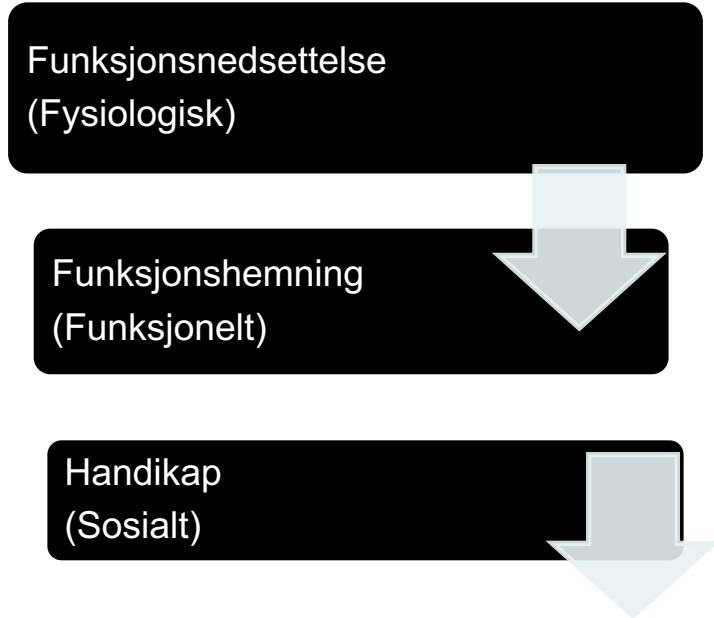 Funksjonsnedsettelse
(Fysiologisk)
Funksjonshemning
(Funksjonelt)
Handikap
(Sosialt)